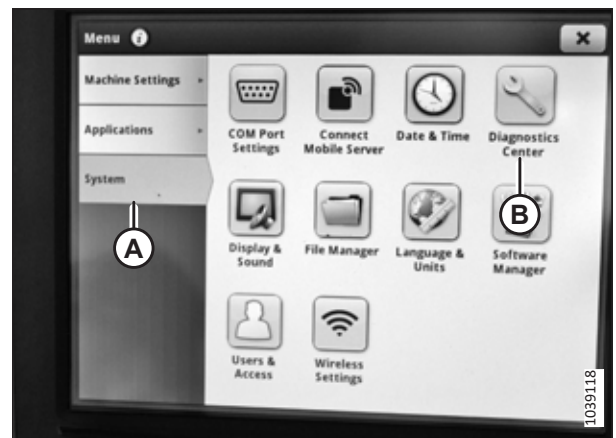 Menu
Machine Settings
Applications
System
COM Port
Settings
Connect
Mobile Server
Date & Time
Diagnostics
Center
Display &
Sound
File Manager
Language &
Units
Software
Manager
Users &
Access
Wireless
Settings
A
B
1039118